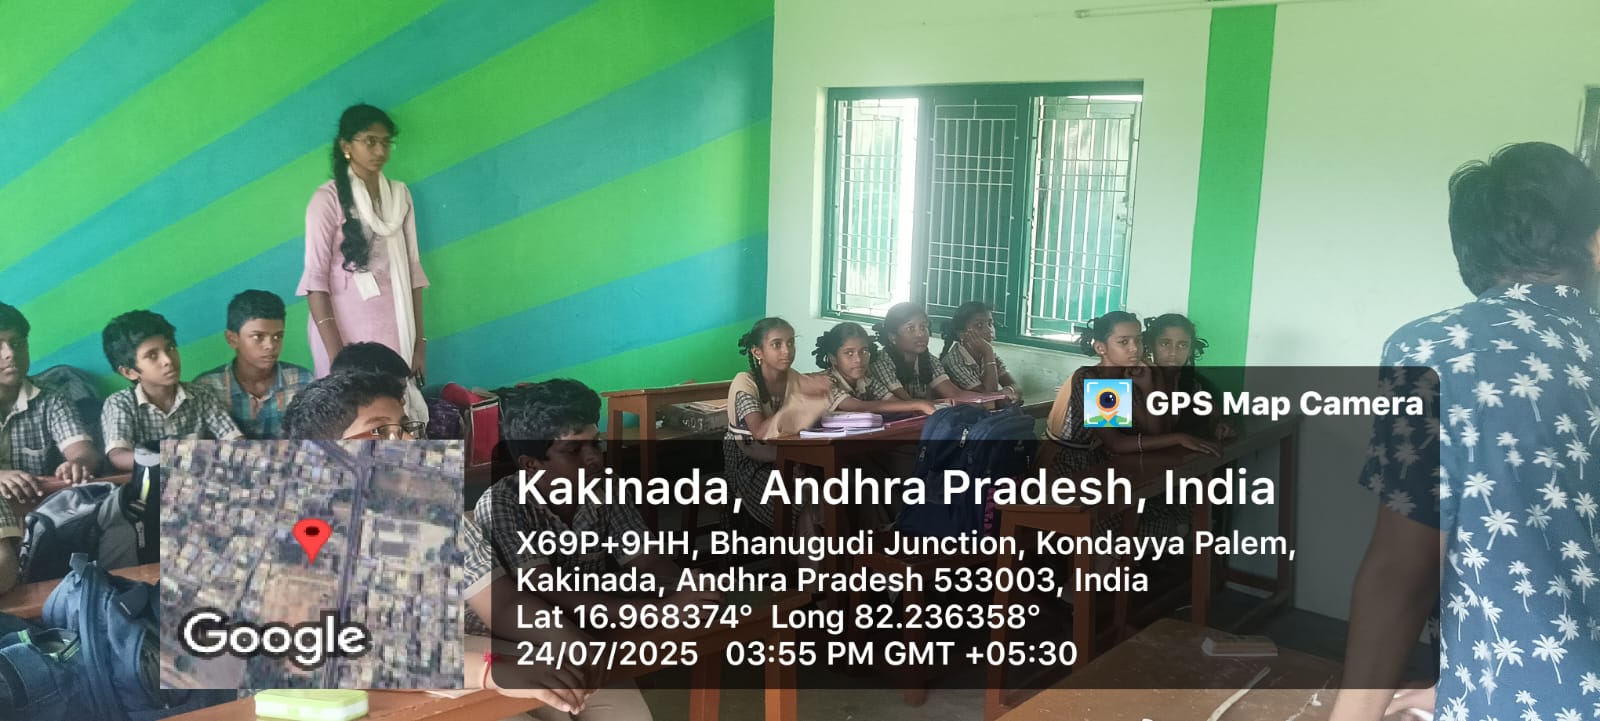 GPS Map Camera
Kakinada, Andhra Pradesh, India
X69P+9HH, Bhanugudi Junction, Kondayya Palem,
Kakinada, Andhra Pradesh 533003, India
Lat 16.968374° Long 82.236358°
24/07/2025 03:55 PM GMT +05:30
Google